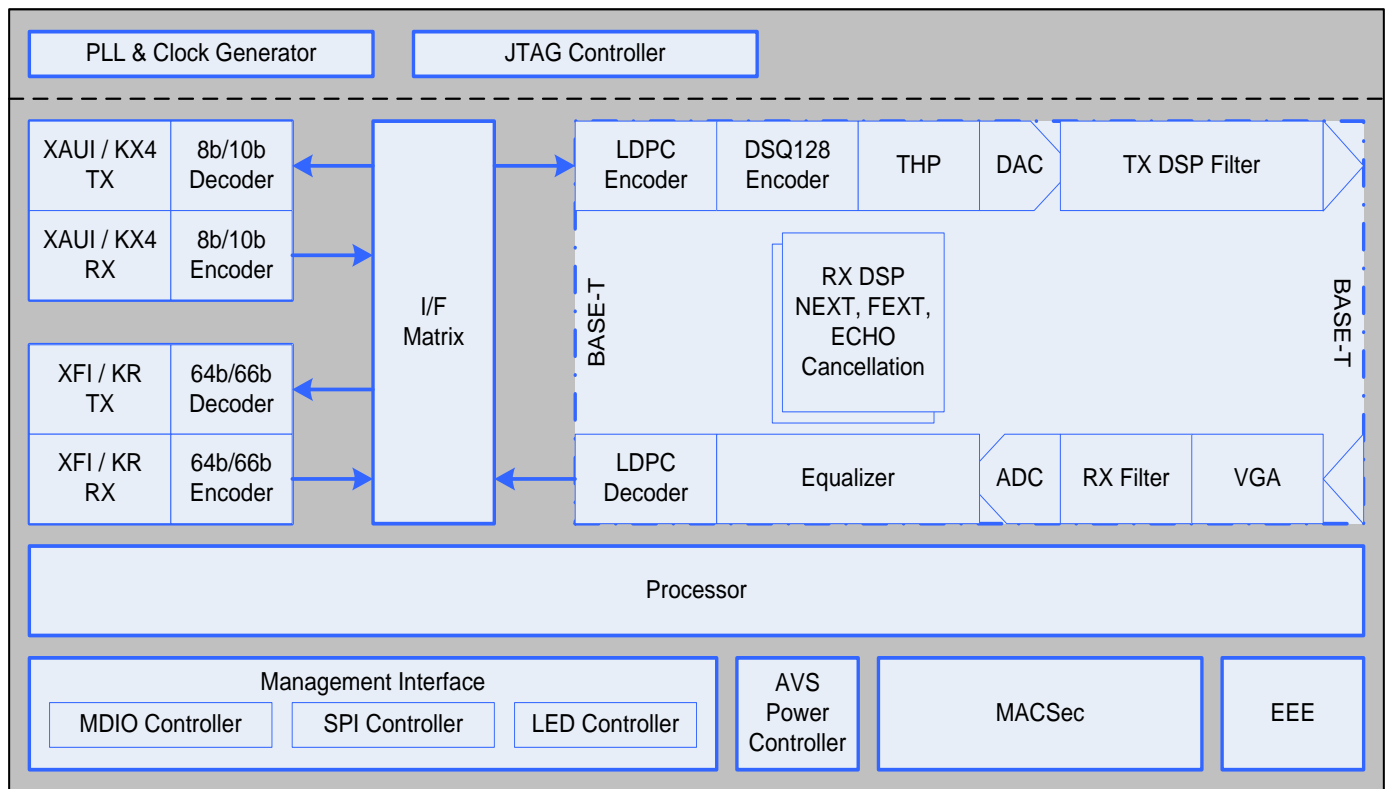 PLL & Clock Generator
JTAG Controller
XAUI / KX4
TX
8b/10b
Decoder
XAUI / KX4
RX
8b/10b
Encoder
XFI / KR
TX
64b/66b
Decoder
XFI / KR
RX
64b/66b
Encoder
I/F
Matrix
BASE-T
LDPC
Encoder
DSQ128
Encoder
THP
DAC
TX DSP Filter
RX DSP
NEXT, FEXT,
ECHO
Cancellation
BASE-T
LDPC
Decoder
Equalizer
ADC
RX Filter
VGA
Processor
Management Interface
MDIO Controller
SPI Controller
LED Controller
AVS
Power
Controller
MACSec
EEE